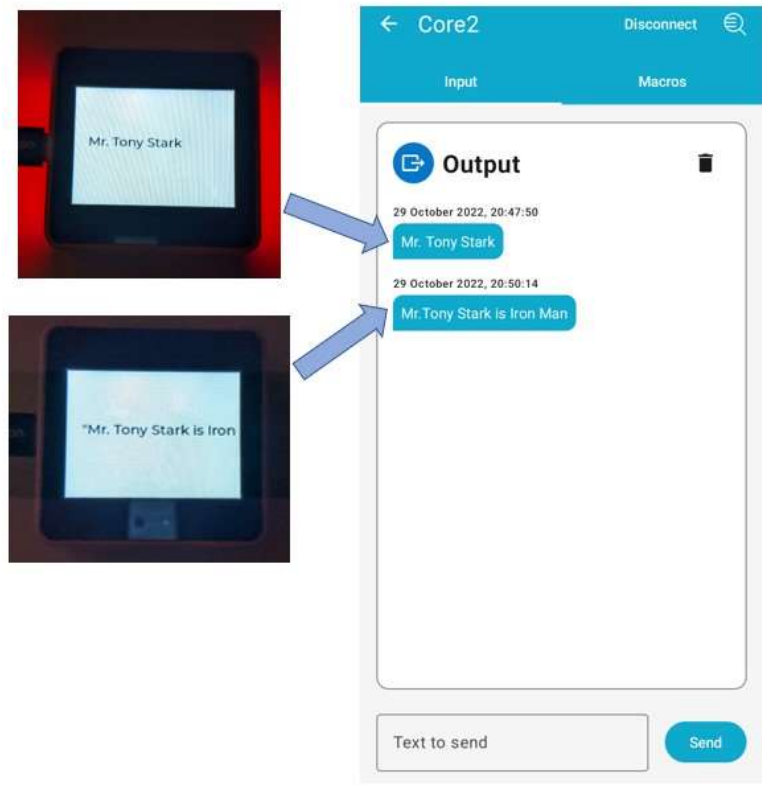 Mr. Tony Stark
"Mr. Tony Stark is Iron
Core2
Disconnect
Input
Macros
Output
29 October 2022, 20:47:50
Mr. Tony Stark
29 October 2022, 20:50:14
Mr.Tony Stark is Iron Man
Text to send
Send